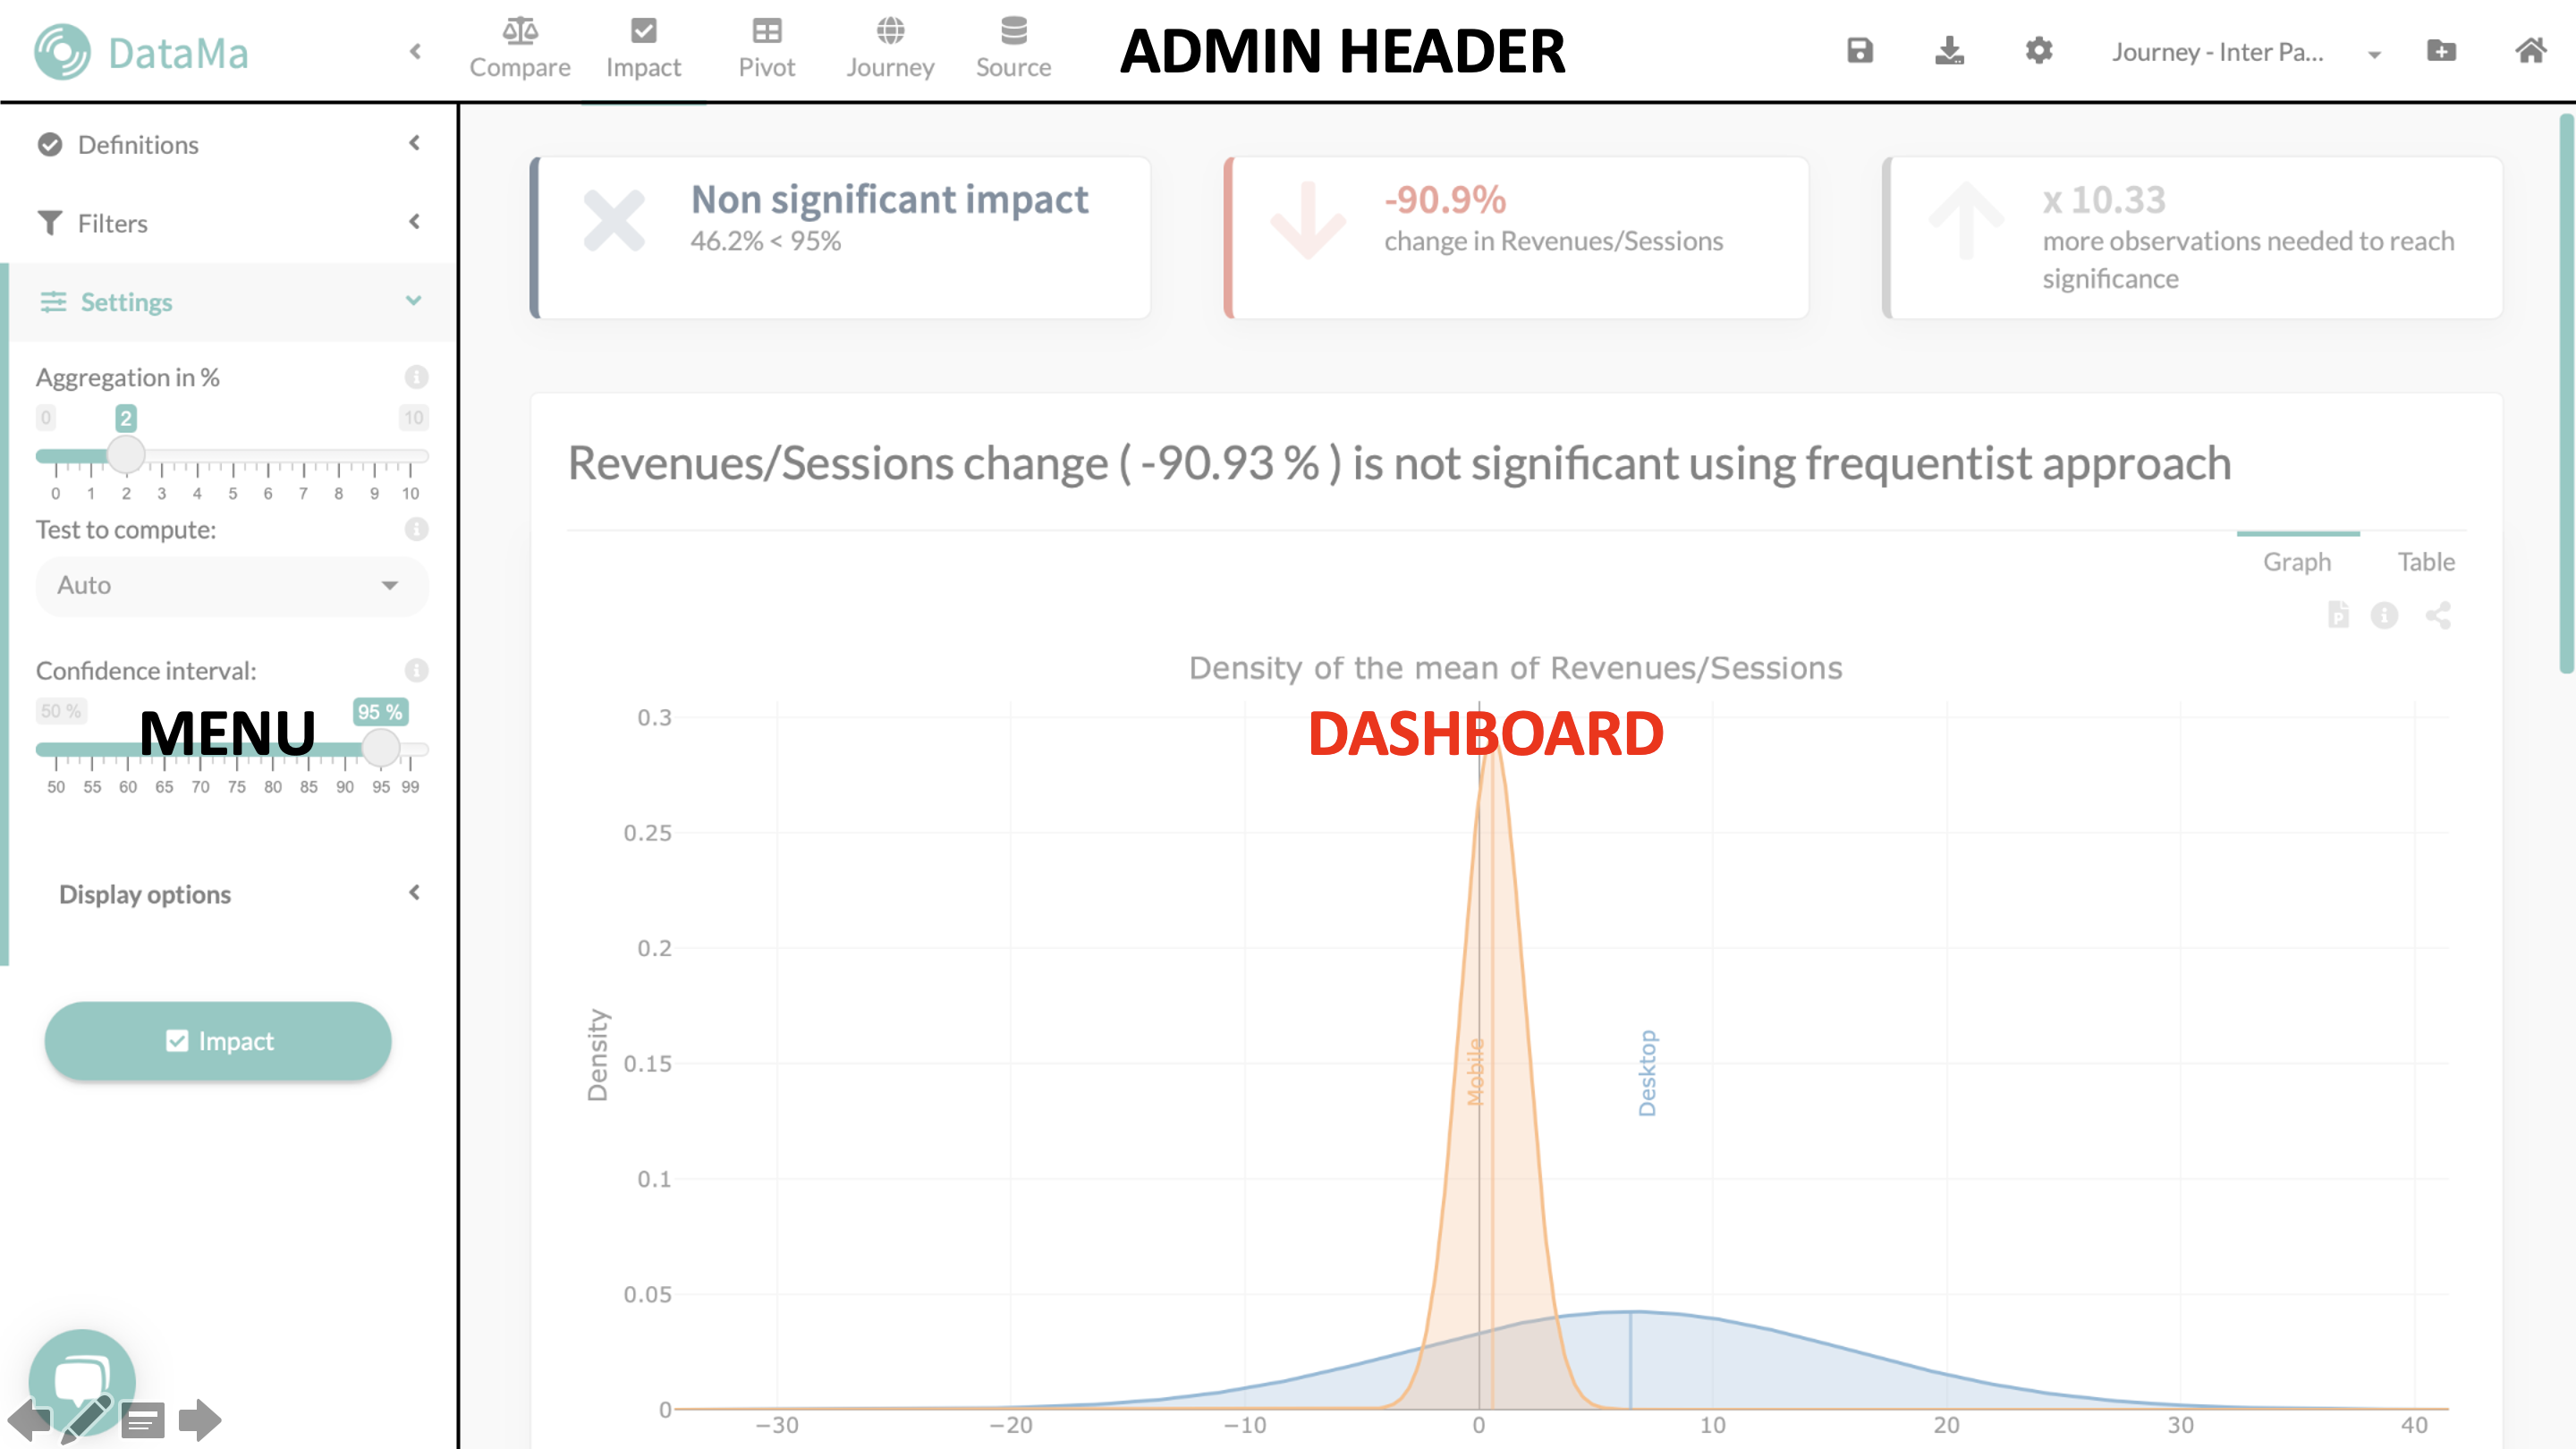 DataMa
Compare
Impact
Pivot
Journey
Source
ADMIN HEADER
Journey - Inter Pa...
Definitions
Filters
Settings
Aggregation in %
0 2 10
0 1 2 3 4 5 6 7 8 9 10
Test to compute:
Auto
Confidence interval:
50 % 95 %
MENU
50 55 60 65 70 75 80 85 90 95 99
Display options
Impact
Non significant impact
46.2% < 95%
-90.9%
change in Revenues/Sessions
x 10.33
more observations needed to reach
significance
Revenues/Sessions change ( -90.93 % ) is not significant using frequentist approach
Graph Table
P
Density of the mean of Revenues/Sessions
DASHBOARD
0.3
0.25
0.2
0.15
0.1
0.05
0
Density
Mobile
Desktop
−30 −20 −10 0 10 20 30 40